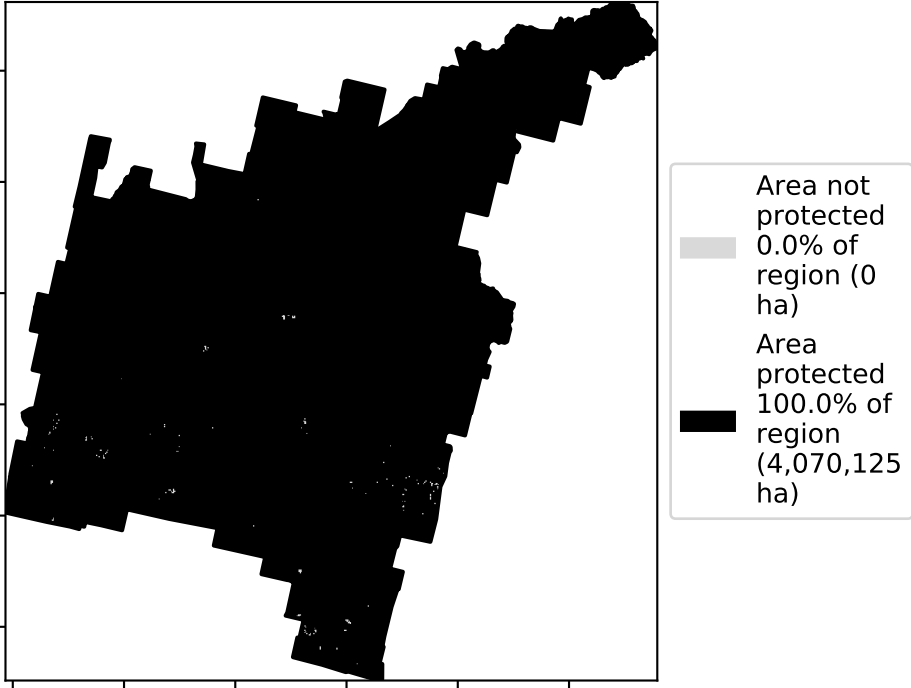 Area not
protected
0.0% of
region (0
ha)
Area
protected
100.0% of
region
(4,070,125
ha)